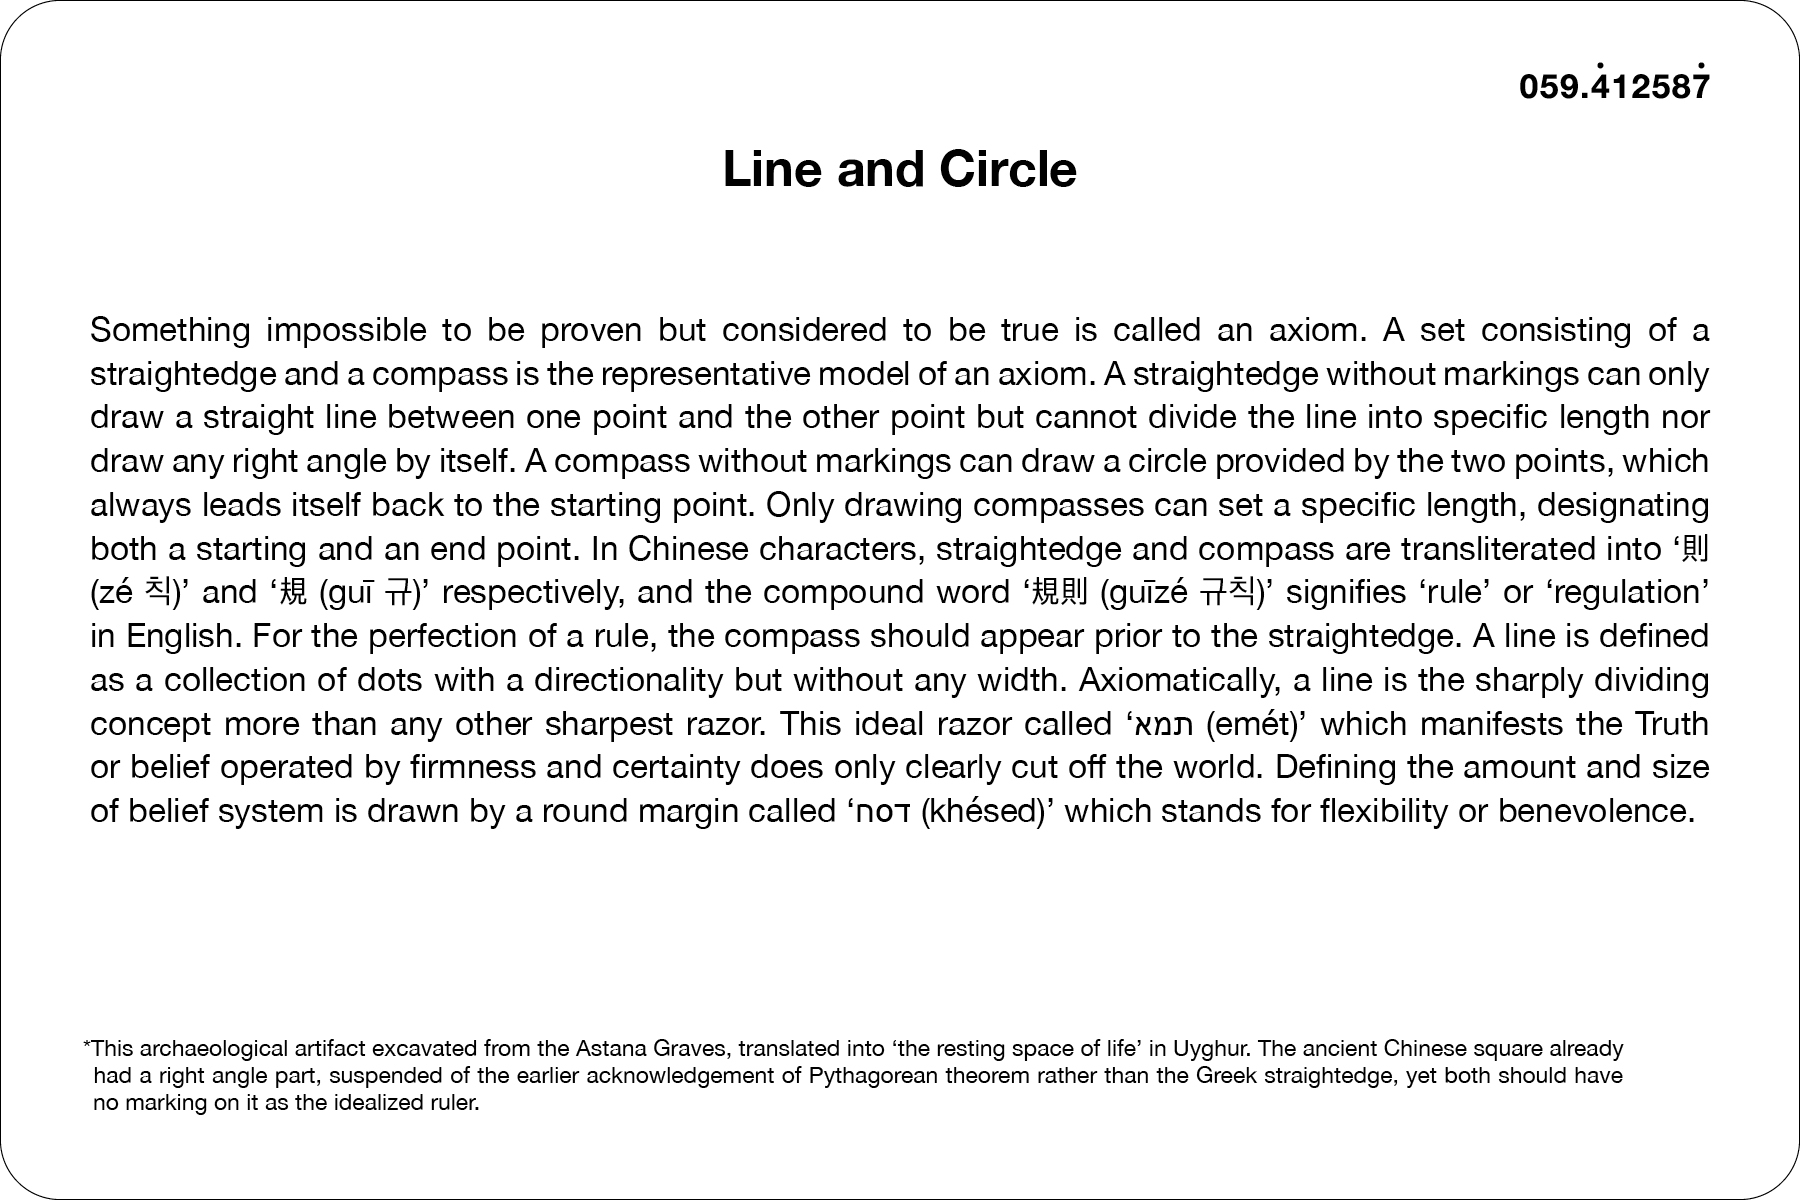 059.4̇12587̇
Line and Circle
Something impossible to be proven but considered to be true is called an axiom. A set consisting of a
straightedge and a compass is the representative model of an axiom. A straightedge without markings can only
draw a straight line between one point and the other point but cannot divide the line into specific length nor
draw any right angle by itself. A compass without markings can draw a circle provided by the two points, which
always leads itself back to the starting point. Only drawing compasses can set a specific length, designating
both a starting and an end point. In Chinese characters, straightedge and compass are transliterated into ‘則
(zé 칙)’ and ‘規 (guī 규)’ respectively, and the compound word ‘規則 (guīzé 규칙)’ signifies ‘rule’ or ‘regulation’
in English. For the perfection of a rule, the compass should appear prior to the straightedge. A line is defined
as a collection of dots with a directionality but without any width. Axiomatically, a line is the sharply dividing
concept more than any other sharpest razor. This ideal razor called ‘תמא (emét)’ which manifests the Truth
or belief operated by firmness and certainty does only clearly cut off the world. Defining the amount and size
of belief system is drawn by a round margin called ‘דסח (khésed)’ which stands for flexibility or benevolence.
*This archaeological artifact excavated from the Astana Graves, translated into ‘the resting space of life’ in Uyghur. The ancient Chinese square already
had a right angle part, suspended of the earlier acknowledgement of Pythagorean theorem rather than the Greek straightedge, yet both should have
no marking on it as the idealized ruler.